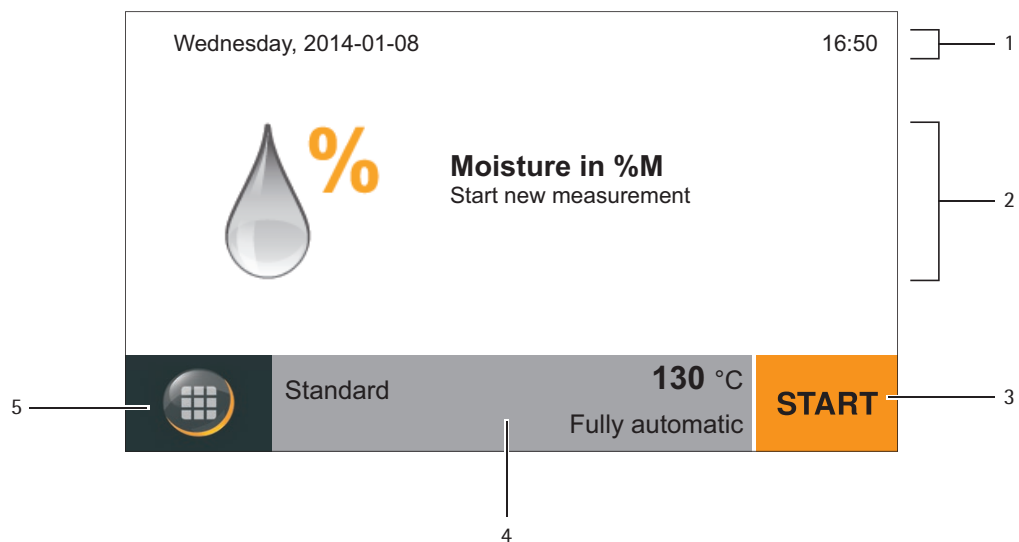 Wednesday, 2014-01-08 16:50
1
%
Moisture in %M
Start new measurement
2
Standard 130 °C
Fully automatic
START
3
5
4